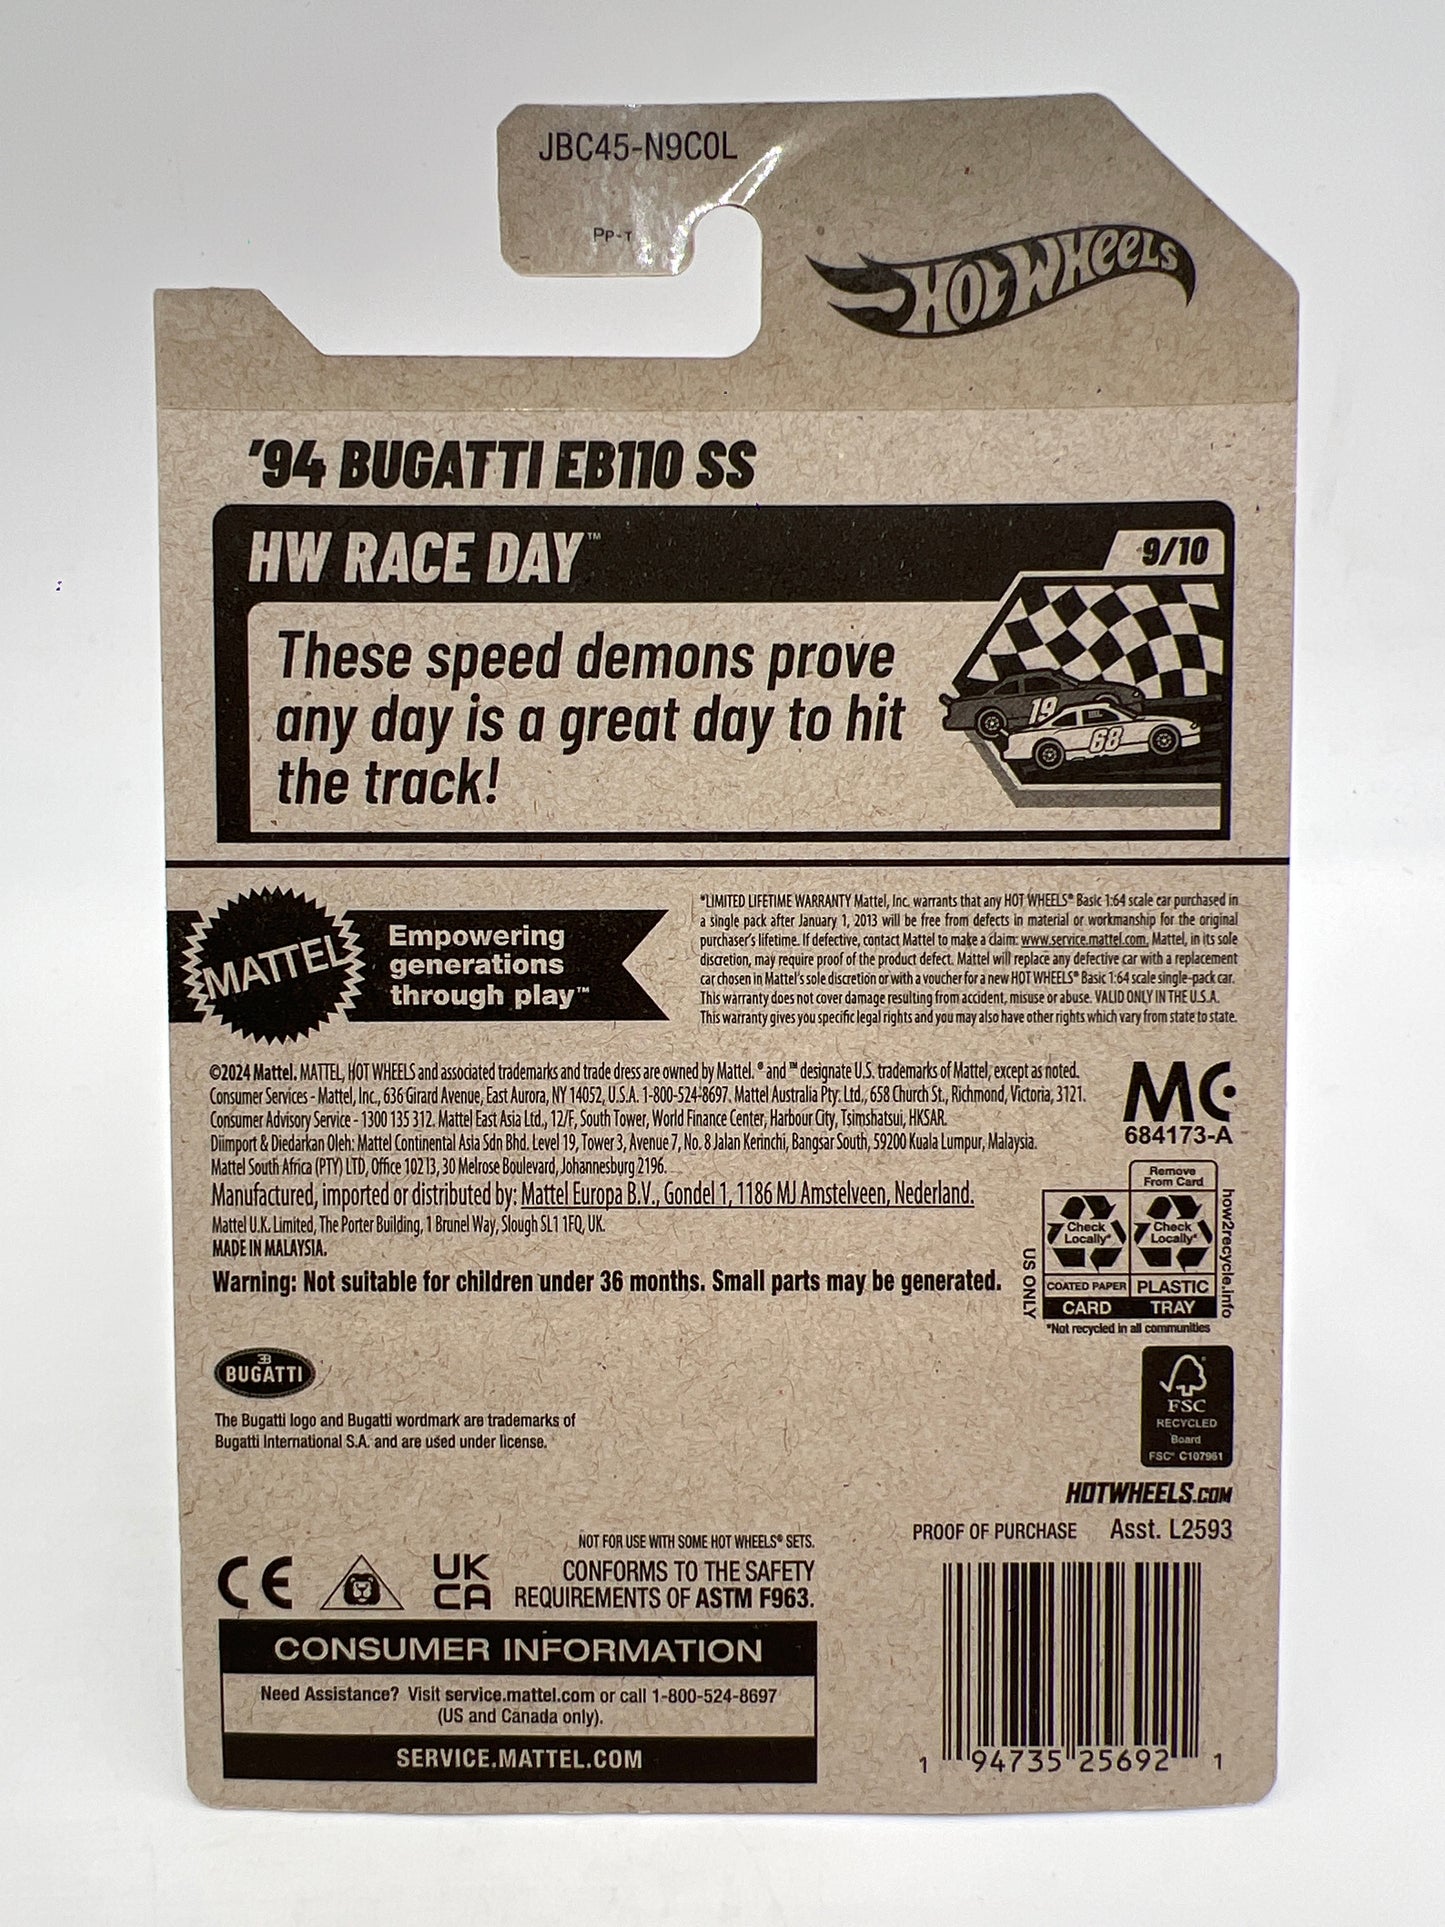 JBC45-N9C0L
PP-T
HOT WHEELS
'94 BUGATTI EB110 SS
HW RACE DAY™
9/10
These speed demons prove
any day is a great day to hit
the track!
19
68
MATTEL
Empowering
generations
through play™
*LIMITED LIFETIME WARRANTY Mattel, Inc. warrants that any HOT WHEELS® Basic 1:64 scale car purchased in
a single pack after January 1, 2013 will be free from defects in material or workmanship for the original
purchaser's lifetime. If defective, contact Mattel to make a claim: www.service.mattel.com. Mattel, in its sole
discretion, may require proof of the product defect. Mattel will replace any defective car with a replacement
car chosen in Mattel's sole discretion or with a voucher for a new HOT WHEELS® Basic 1:64 scale single-pack car.
This warranty does not cover damage resulting from accident, misuse or abuse. VALID ONLY IN THE U.S.A.
This warranty gives you specific legal rights and you may also have other rights which vary from state to state.
©2024 Mattel. MATTEL, HOT WHEELS and associated trademarks and trade dress are owned by Mattel. ® and ™ designate U.S. trademarks of Mattel, except as noted.
Consumer Services - Mattel, Inc., 636 Girard Avenue, East Aurora, NY 14052, U.S.A. 1-800-524-8697. Mattel Australia Pty. Ltd., 658 Church St., Richmond, Victoria, 3121.
Consumer Advisory Service - 1300 135 312. Mattel East Asia Ltd., 12/F, South Tower, World Finance Center, Harbour City, Tsimshatsui, HKSAR.
Diimport & Diedarkan Oleh: Mattel Continental Asia Sdn Bhd. Level 19, Tower 3, Avenue 7, No. 8 Jalan Kerinchi, Bangsar South, 59200 Kuala Lumpur, Malaysia.
Mattel South Africa (PTY) LTD, Office 102I3, 30 Melrose Boulevard, Johannesburg 2196.
Manufactured, imported or distributed by: Mattel Europa B.V., Gondel 1, 1186 MJ Amstelveen, Nederland.
Mattel U.K. Limited, The Porter Building, 1 Brunel Way, Slough SL1 1FQ, UK.
MADE IN MALAYSIA.
Warning: Not suitable for children under 36 months. Small parts may be generated.
MC
684173-A
Remove
From Card
Check
Locally*
Check
Locally*
COATED PAPER
PLASTIC
CARD
TRAY
US ONLY
how2recycle.info
*Not recycled in all communities
EB
BUGATTI
The Bugatti logo and Bugatti wordmark are trademarks of
Bugatti International S.A. and are used under license.
FSC
RECYCLED
Board
FSC® C107961
HOTWHEELS.COM
PROOF OF PURCHASE Asst. L2593
NOT FOR USE WITH SOME HOT WHEELS® SETS.
CONFORMS TO THE SAFETY
REQUIREMENTS OF ASTM F963.
CE
UK
CA
CONSUMER INFORMATION
Need Assistance? Visit service.mattel.com or call 1-800-524-8697
(US and Canada only).
SERVICE.MATTEL.COM
1 94735 25692 1